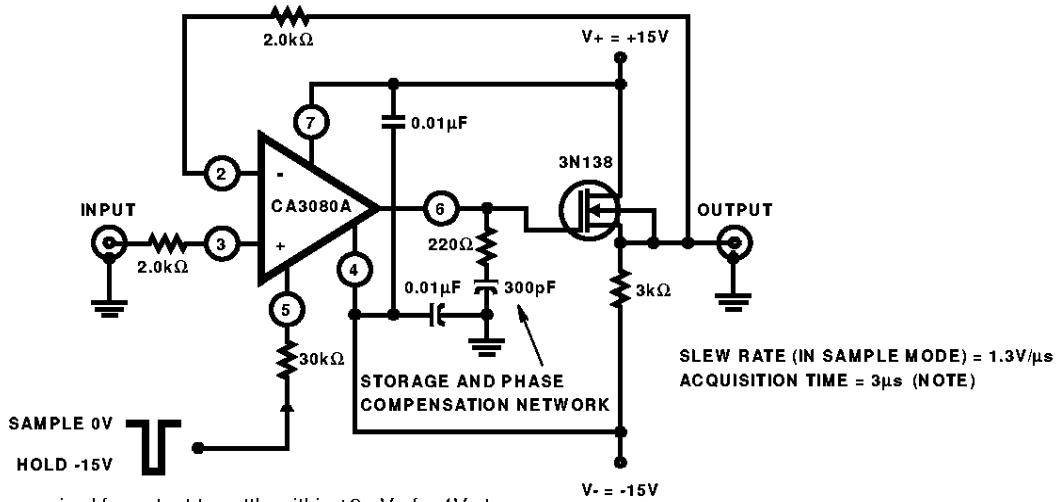 2.0kΩ
V+ = +15V
7
0.01µF
3N138
2
-
CA3080A
6
INPUT
OUTPUT
3
+
220Ω
2.0kΩ
4
0.01µF
300pF
3kΩ
5
30kΩ
SLEW RATE (IN SAMPLE MODE) = 1.3V/µs
ACQUISITION TIME = 3µs (NOTE)
STORAGE AND PHASE
COMPENSATION NETWORK
SAMPLE 0V
HOLD -15V
V- = -15V